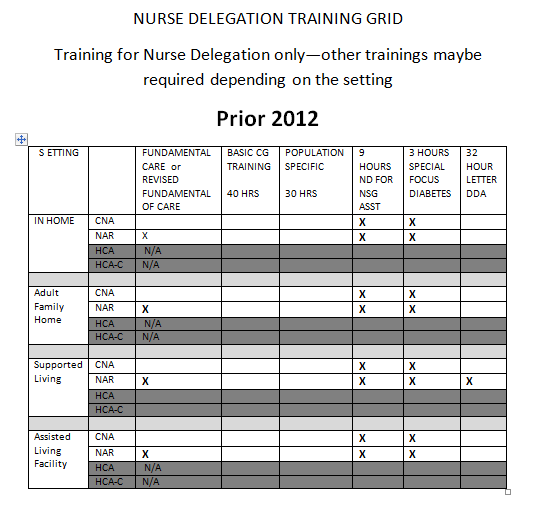 NURSE DELEGATION TRAINING GRID
Training for Nurse Delegation only—other trainings maybe
required depending on the setting
Prior 2012
SETTING FUNDAMENTAL BASIC CG POPULATION 9 3 HOURS 32
CARE or TRAINING SPECIFIC HOURS SPECIAL HOUR
REVISED ND FOR FOCUS LETTER
FUNDAMENTAL 40 HRS 30 HRS NSG DIABETES DDA
OF CARE ASST
IN HOME CNA X X
NAR X X X
HCA N/A
HCA-C N/A
Adult CNA X X
Family NAR X X X
Home HCA N/A
HCA-C N/A
Supported CNA X X
Living NAR X X X X
HCA
HCA-C
Assisted CNA X X
Living NAR X X X
Facility HCA N/A
HCA-C N/A